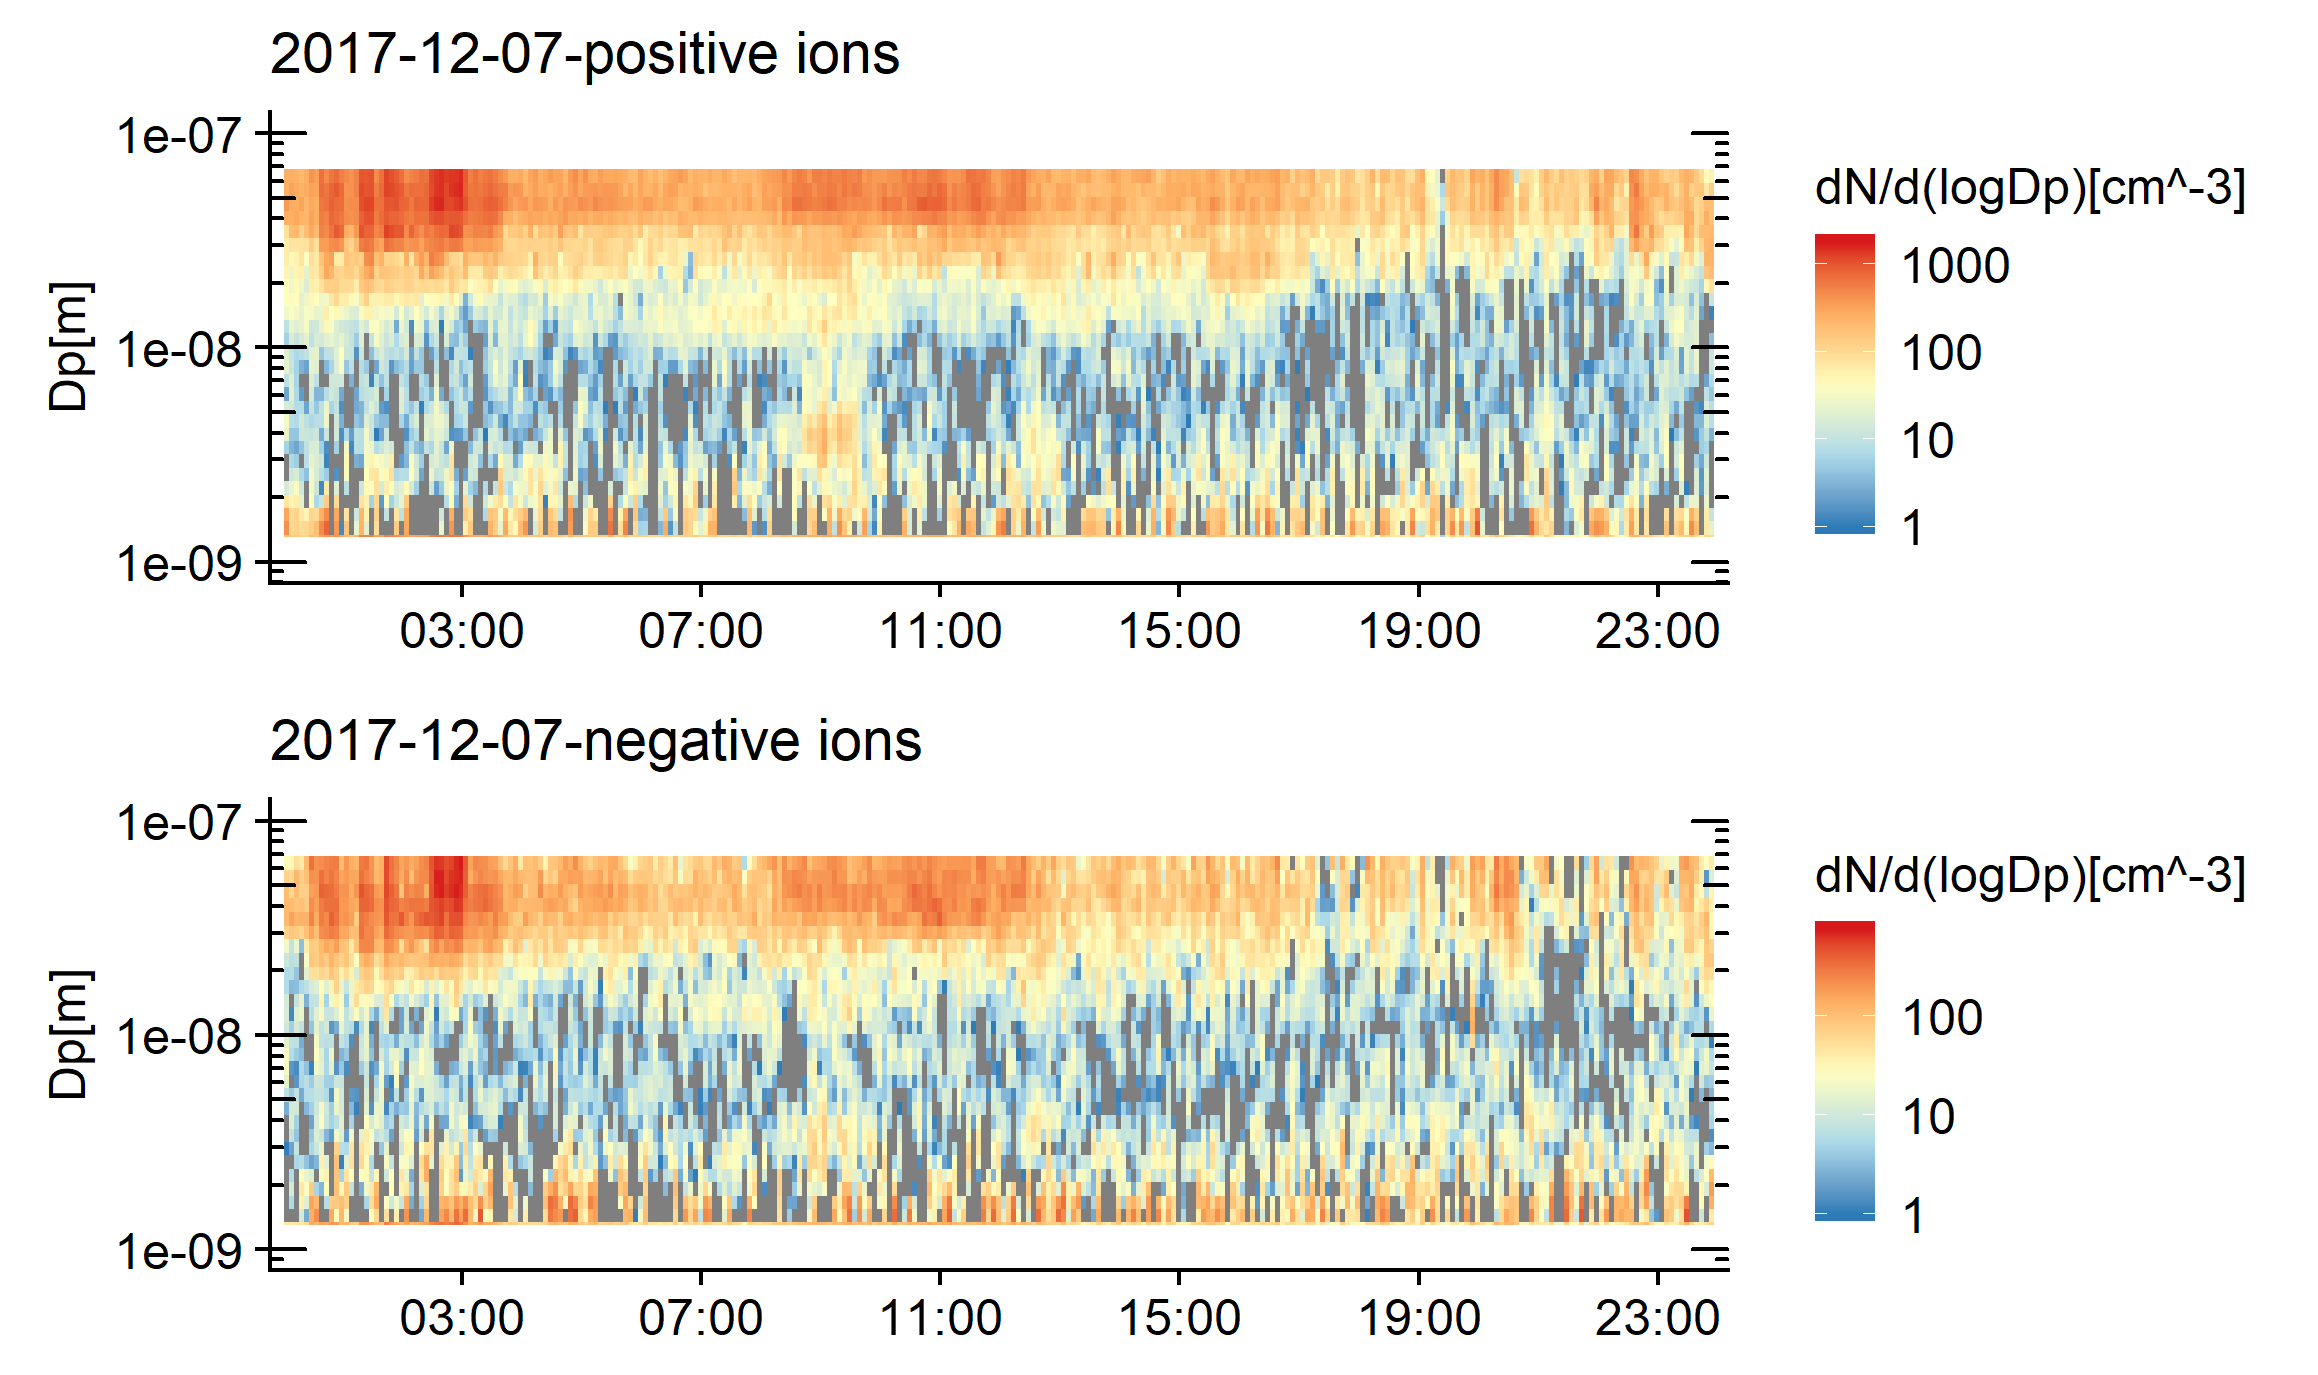 2017-12-07-positive ions
1e-07
1e-08
1e-09
Dp[m]
03:00 07:00 11:00 15:00 19:00 23:00
dN/d(logDp)[cm^-3]
1000
100
10
1
2017-12-07-negative ions
1e-07
1e-08
1e-09
Dp[m]
03:00 07:00 11:00 15:00 19:00 23:00
dN/d(logDp)[cm^-3]
100
10
1